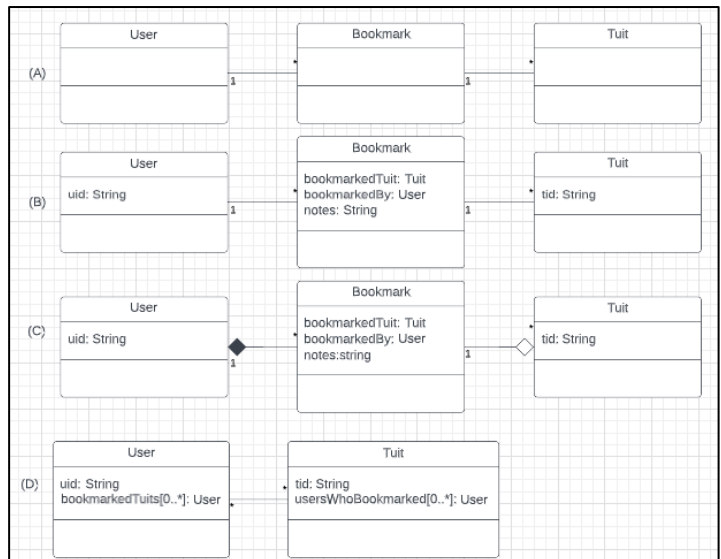 User
Bookmark
Tuit
(A)
1
*
1
*
User
Bookmark
Tuit
(B)
uid: String
1
*
bookmarkedTuit: Tuit
bookmarkedBy: User
notes: String
1
*
tid: String
User
Bookmark
Tuit
(C)
uid: String
1
*
bookmarkedTuit: Tuit
bookmarkedBy: User
notes:string
1
*
tid: String
User
Tuit
(D)
uid: String
bookmarkedTuits[0..*]: User
*
*
tid: String
usersWhoBookmarked[0..*]: User